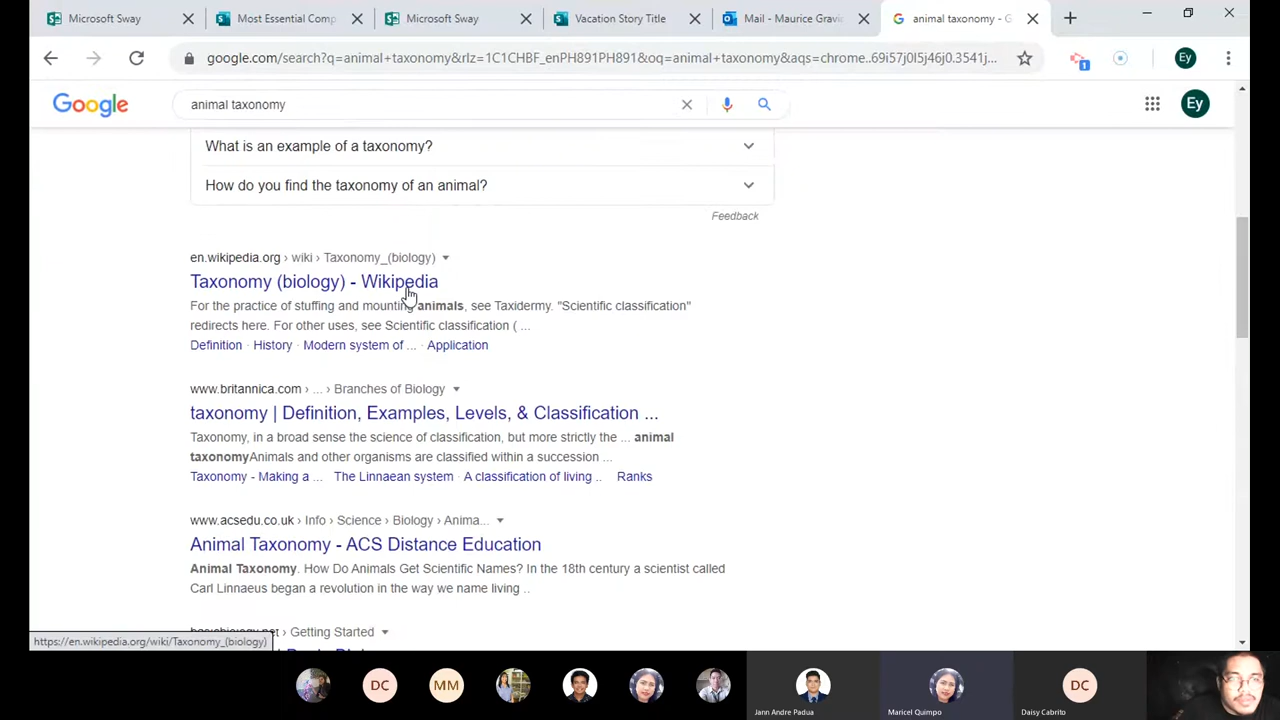 Microsoft Sway
Most Essential Comp
Microsoft Sway
Vacation Story Title
Mail - Maurice Gravi
animal taxonomy - G
google.com/search?q=animal+taxonomy&rlz=1C1CHBF_enPH891PH891&oq=animal+taxonomy&aqs=chrome..69i57j0l5j46j0.3541j...
1
Ey
Google
animal taxonomy
Ey
What is an example of a taxonomy?
How do you find the taxonomy of an animal?
Feedback
en.wikipedia.org › wiki › Taxonomy_(biology)
Taxonomy (biology) - Wikipedia
For the practice of stuffing and mounting animals, see Taxidermy. "Scientific classification"
redirects here. For other uses, see Scientific classification ( ...
Definition · History · Modern system of ... · Application
www.britannica.com › ... › Branches of Biology
taxonomy | Definition, Examples, Levels, & Classification ...
Taxonomy, in a broad sense the science of classification, but more strictly the ... animal
taxonomyAnimals and other organisms are classified within a succession ...
Taxonomy - Making a ... · The Linnaean system · A classification of living .. · Ranks
www.acsedu.co.uk › Info › Science › Biology › Anima...
Animal Taxonomy - ACS Distance Education
Animal Taxonomy. How Do Animals Get Scientific Names? In the 18th century a scientist called
Carl Linnaeus began a revolution in the way we name living ..
› Getting Started
https://en.wikipedia.org/wiki/Taxonomy_(biology)
DC
MM
DC
Jann Andre Padua
Maricel Quimpo
Daisy Cabrito